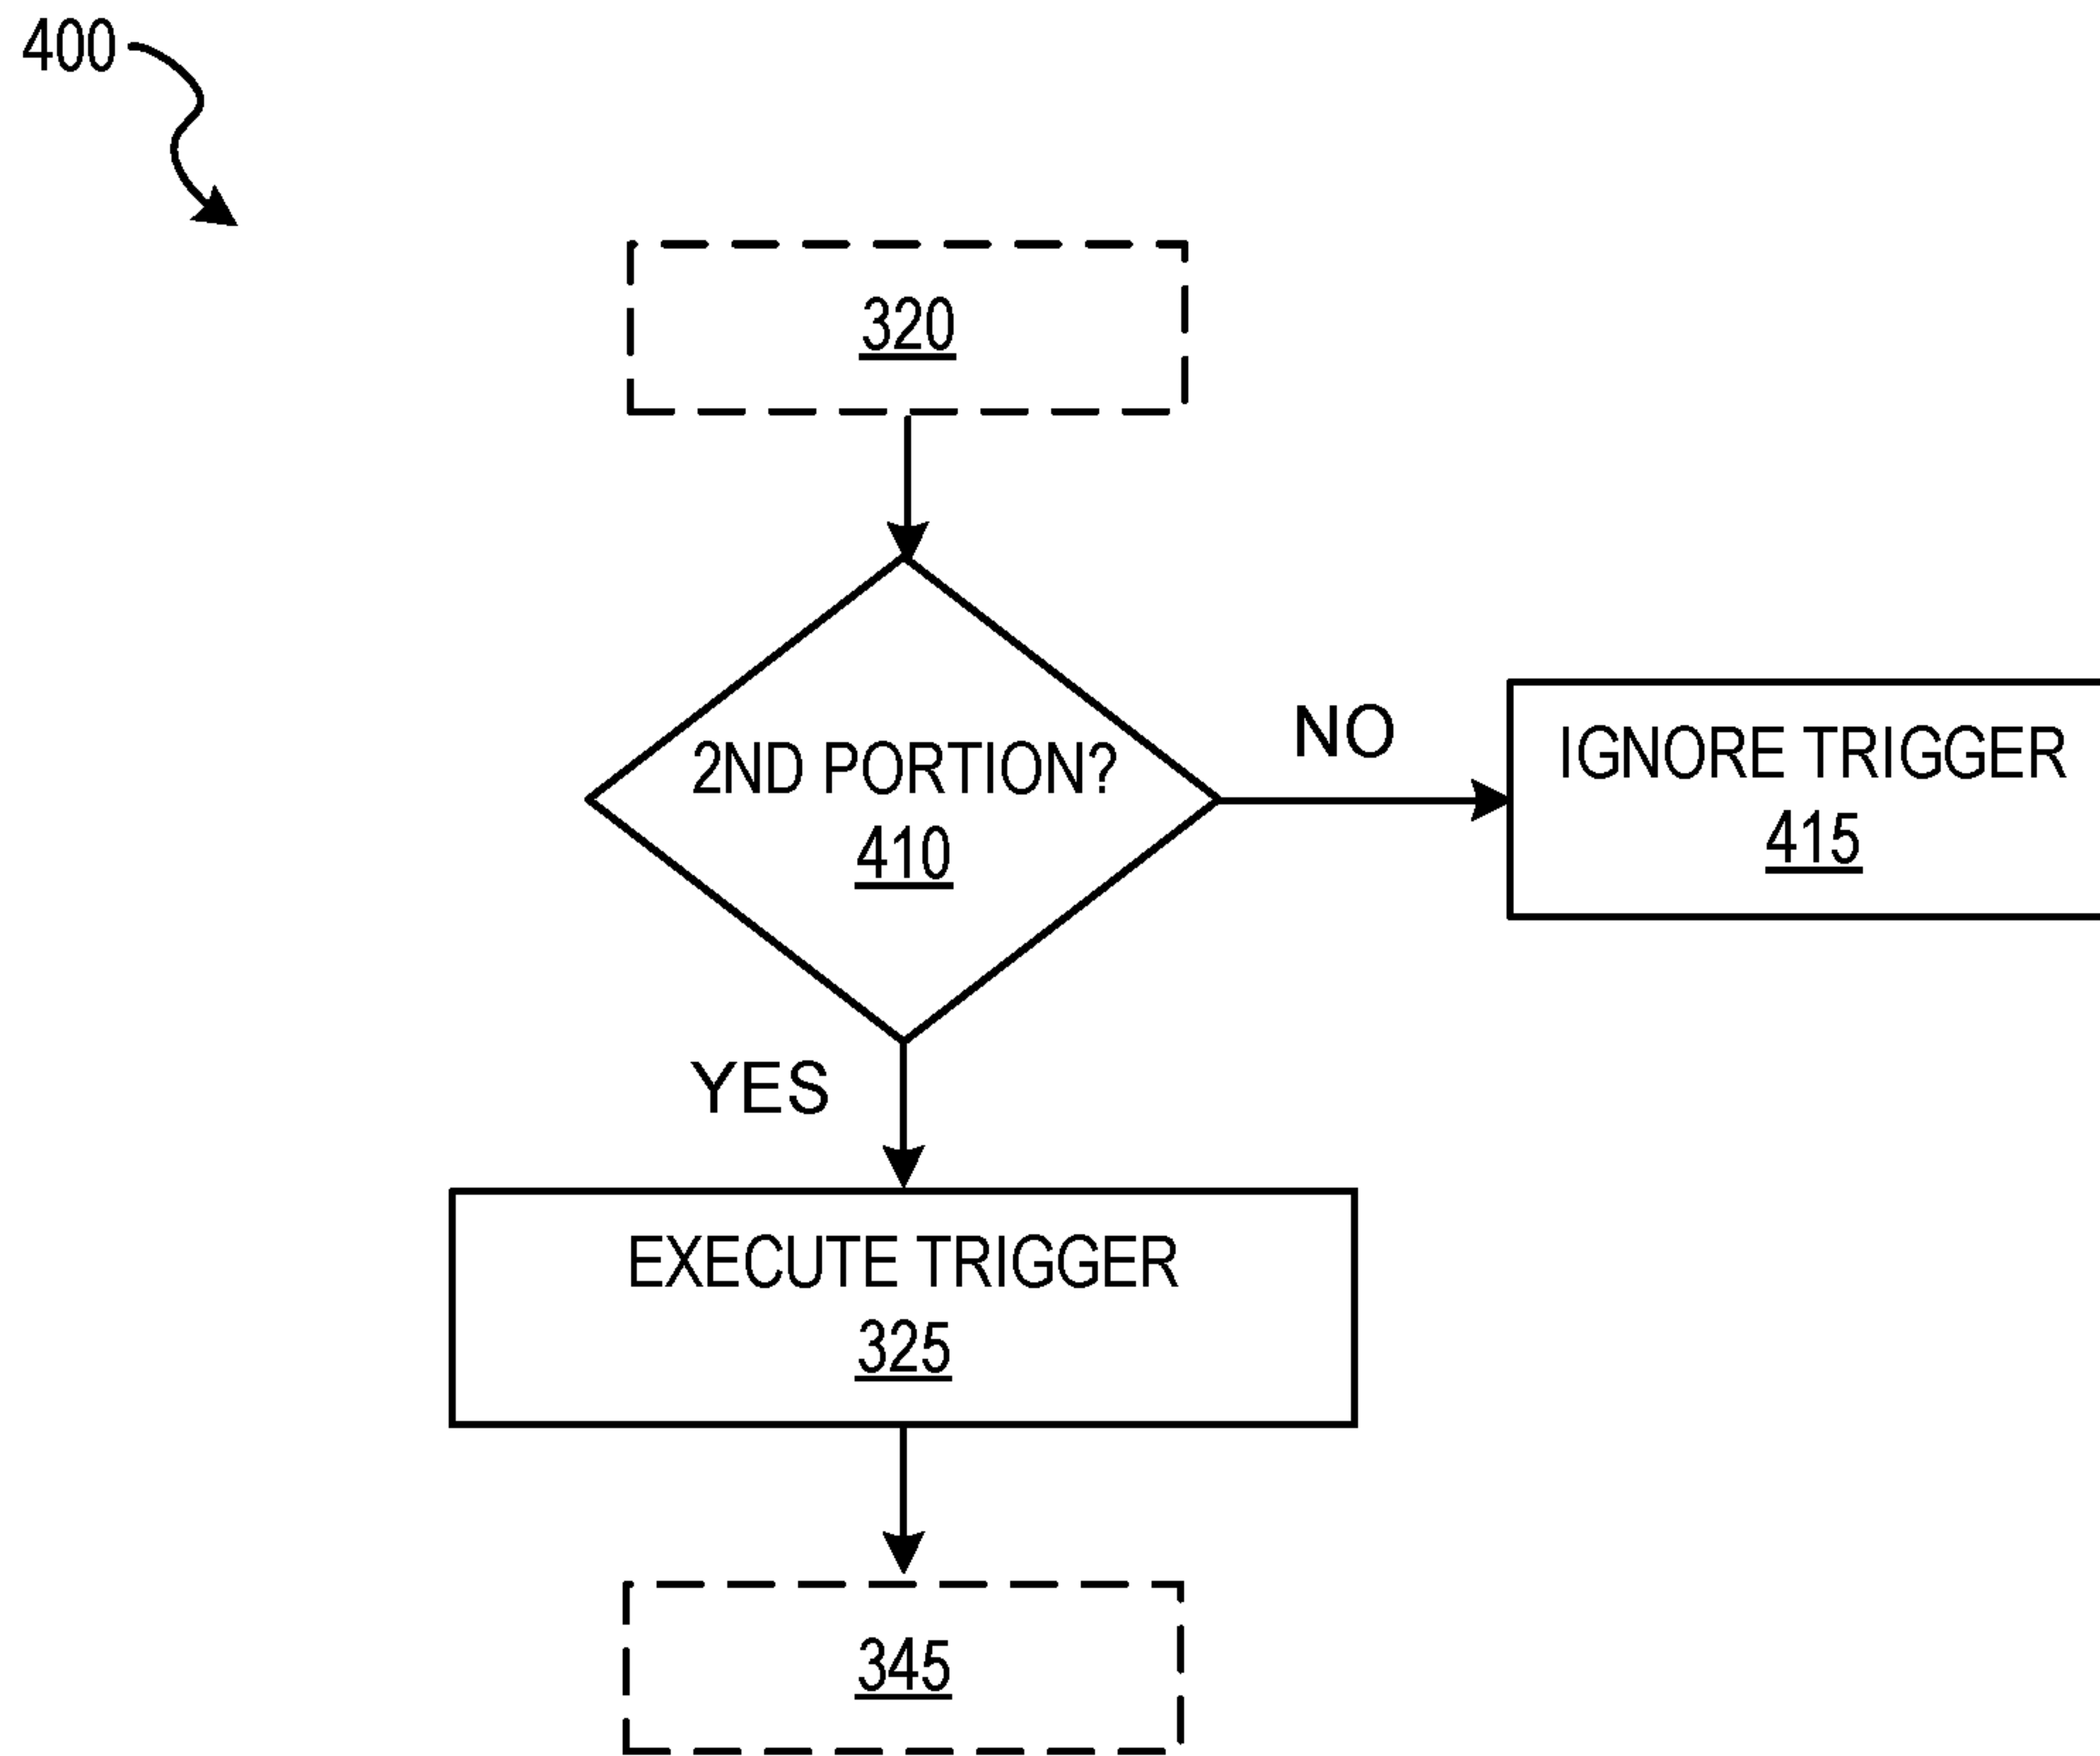 400
320
2ND PORTION?
410
NO
IGNORE TRIGGER
415
YES
EXECUTE TRIGGER
325
345